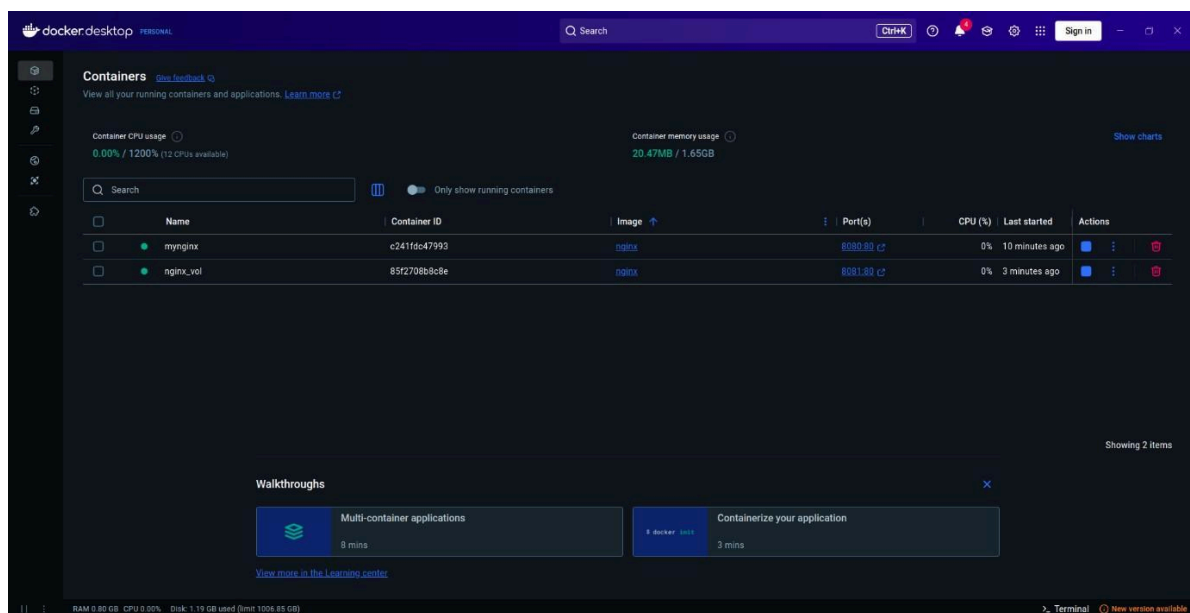 docker.desktop PERSONAL Search Ctrl+K 4 Sign in
Containers Give feedback
View all your running containers and applications. Learn more
Container CPU usage Container memory usage Show charts
0.00% / 1200% (12 CPUs available) 20.47MB / 1.65GB
Search Only show running containers
Name Container ID Image Port(s) CPU (%) Last started Actions
mynginx c241fdc47993 nginx 8080:80 0% 10 minutes ago
nginx_vol 85f2708b8c8e nginx 8081:80 0% 3 minutes ago
Showing 2 items
Walkthroughs
Multi-container applications
8 mins
$ docker init
Containerize your application
3 mins
View more in the Learning center
RAM 0.80 GB CPU 0.00% Disk: 1.19 GB used (limit 1006.85 GB) Terminal New version available